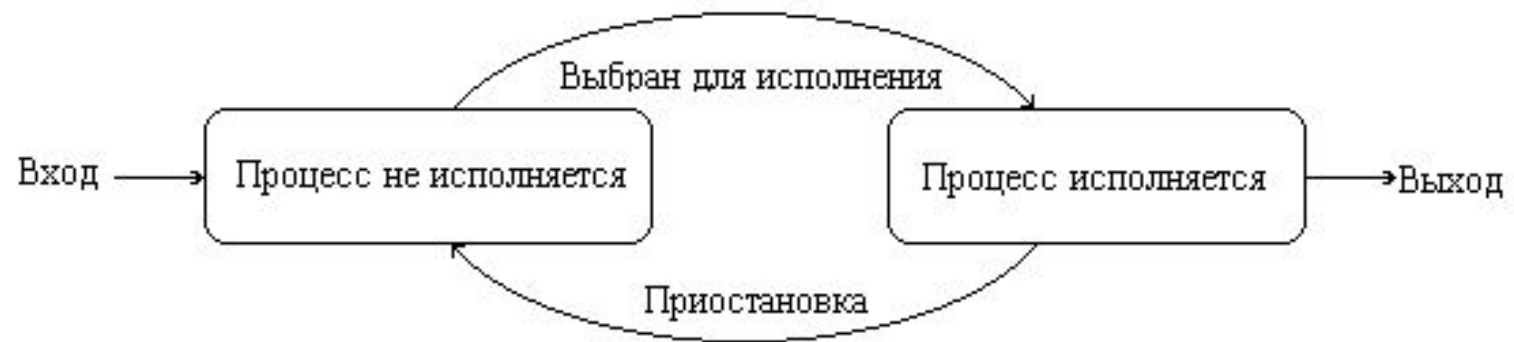 Выбран для исполнения
Вход
Процесс не исполняется
Процесс исполняется
Выход
Приостановка